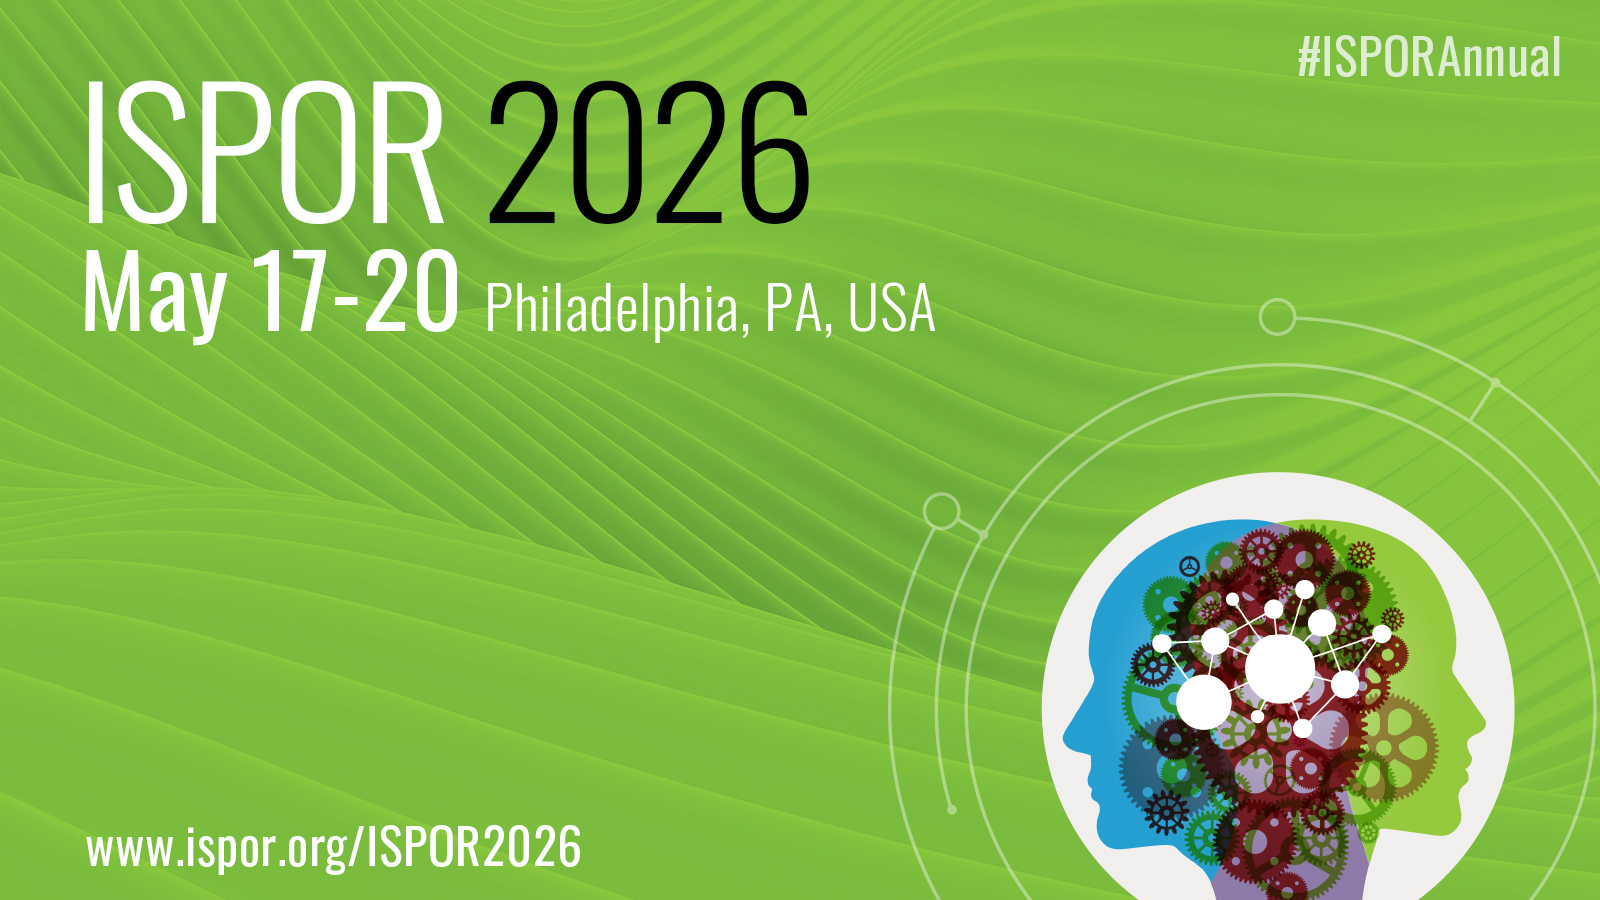 #ISPORAnnual
ISPOR 2026
May 17-20 Philadelphia, PA, USA
www.ispor.org/ISPOR2026